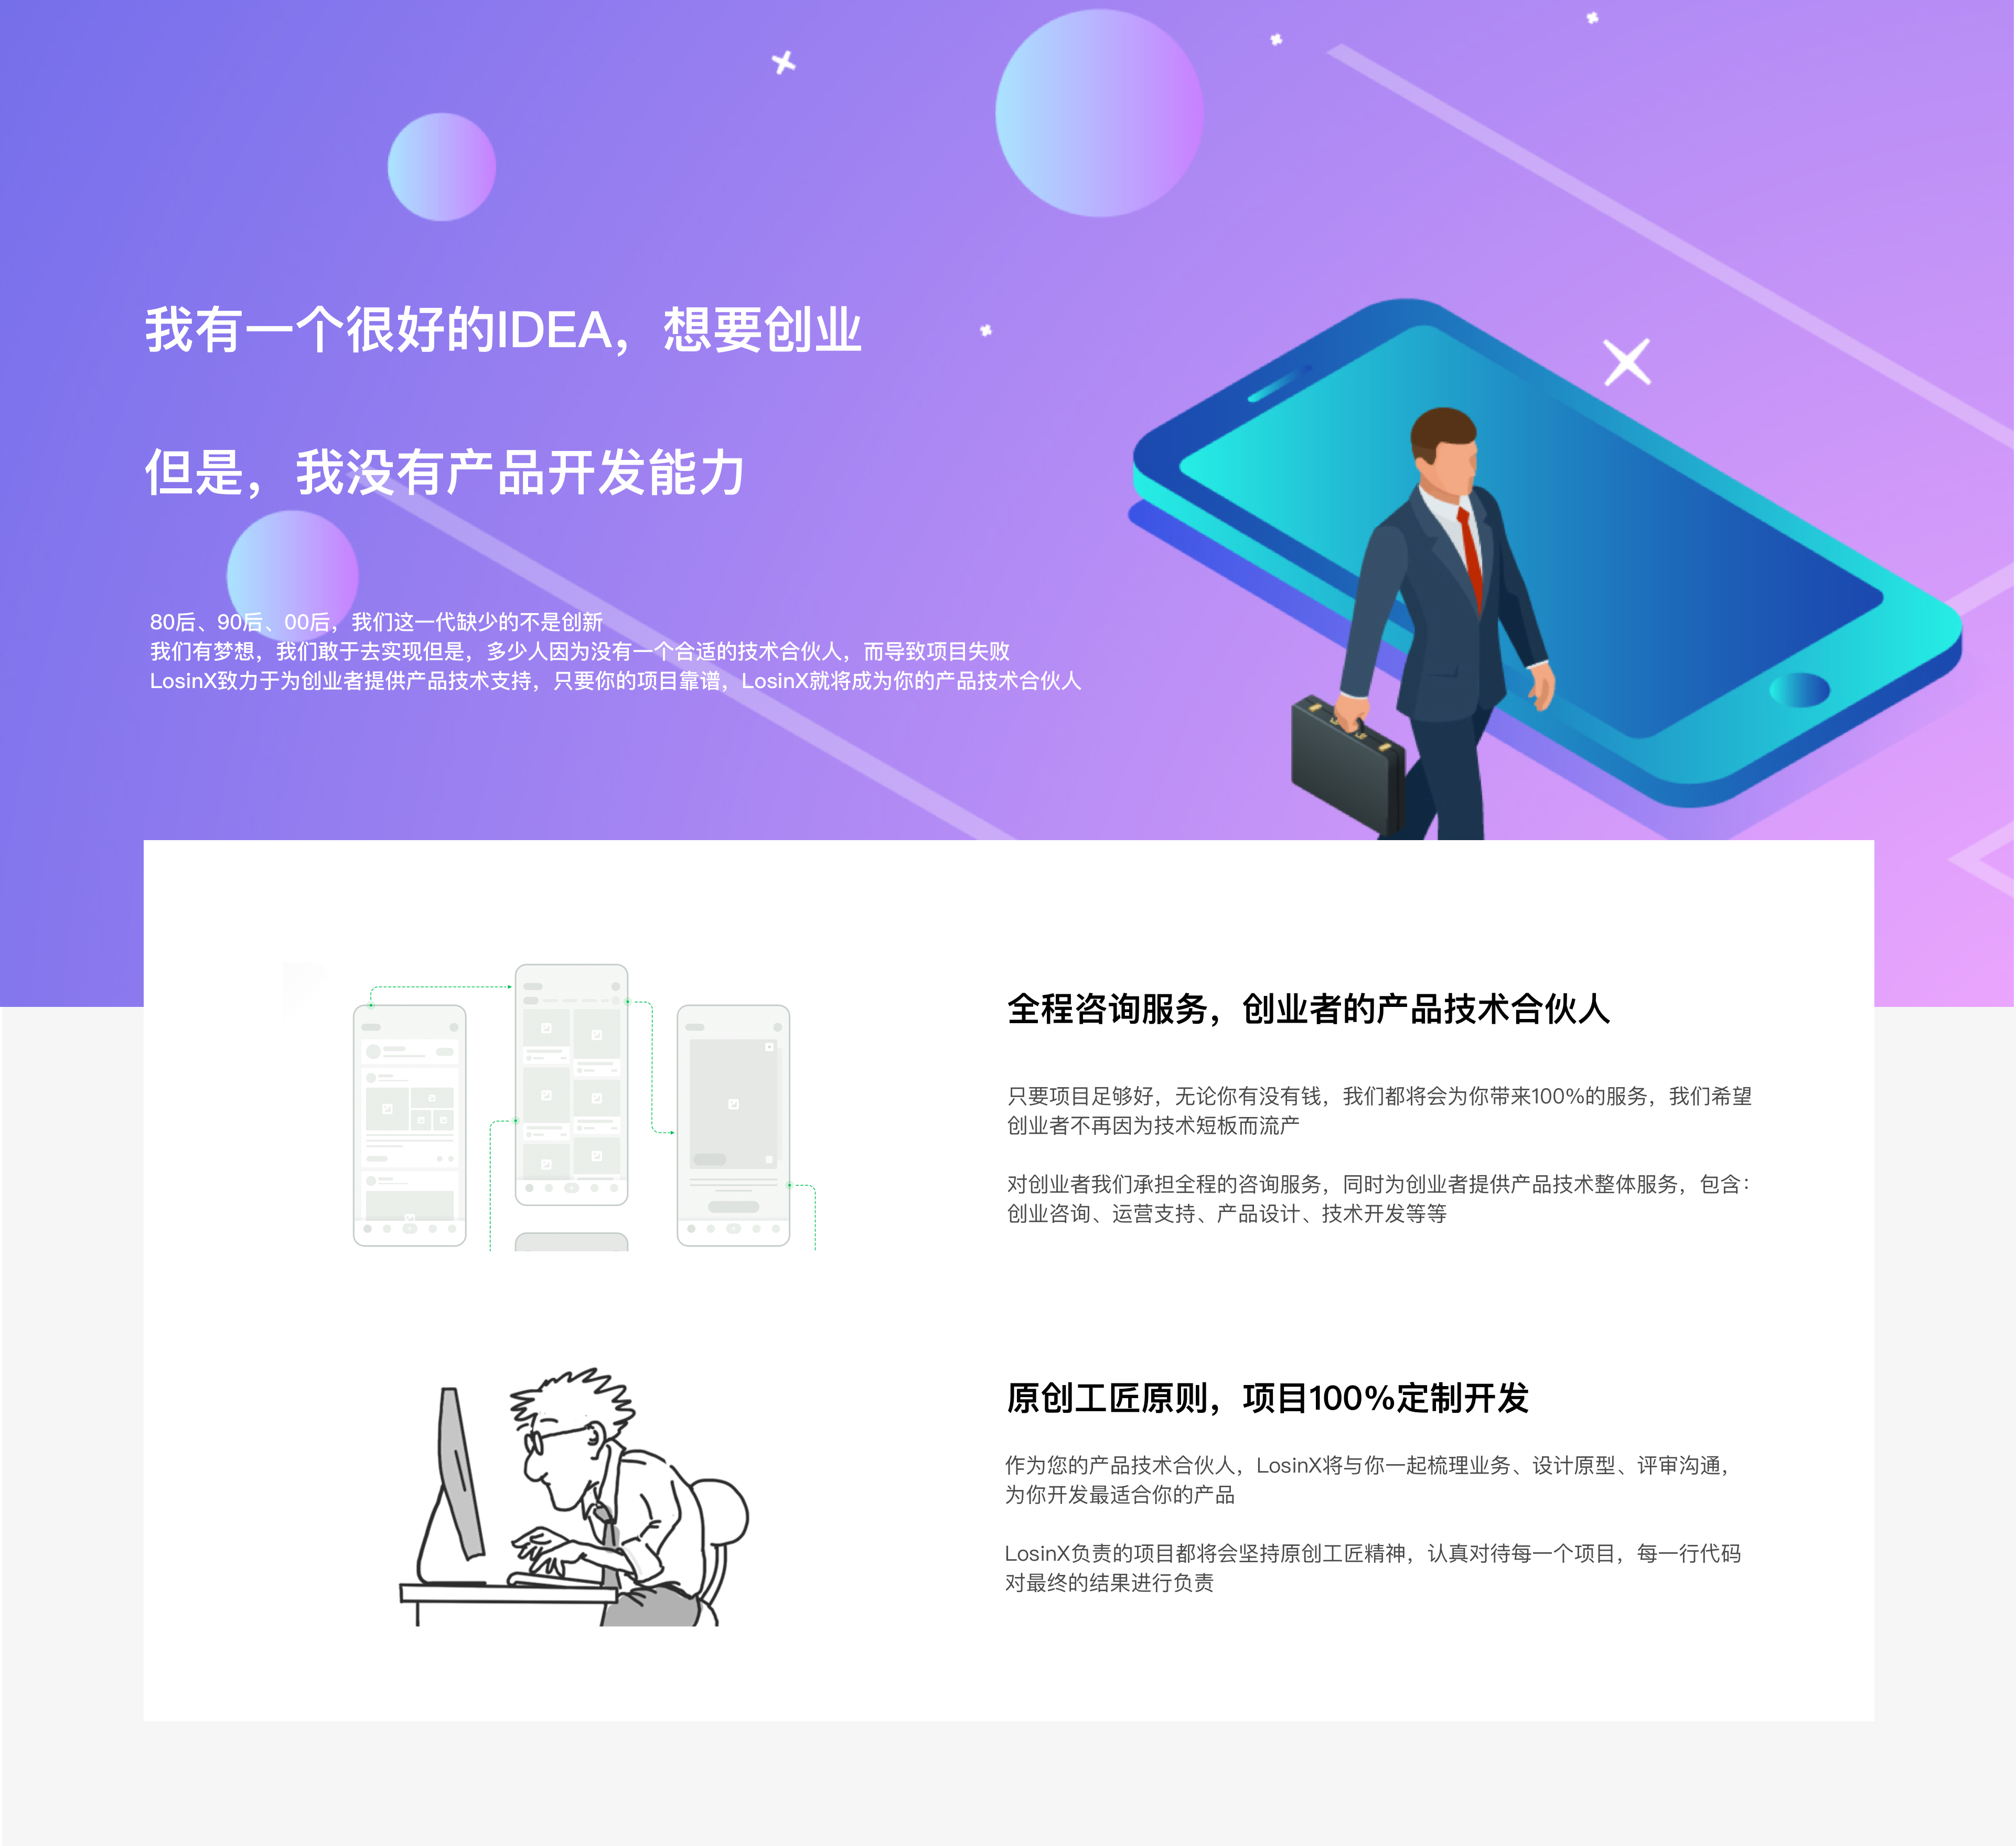 我有一个很好的IDEA，想要创业
但是，我没有产品开发能力
80后、90后、00后，我们这一代缺少的不是创新
我们有梦想，我们敢于去实现但是，多少人因为没有一个合适的技术合伙人，而导致项目失败
LosinX致力于为创业者提供产品技术支持，只要你的项目靠谱，LosinX就将成为你的产品技术合伙人
全程咨询服务，创业者的产品技术合伙人
只要项目足够好，无论你有没有钱，我们都将会为你带来100%的服务，我们希望
创业者不再因为技术短板而流产
对创业者我们承担全程的咨询服务，同时为创业者提供产品技术整体服务，包含：
创业咨询、运营支持、产品设计、技术开发等等
原创工匠原则，项目100%定制开发
作为您的产品技术合伙人，LosinX将与你一起梳理业务、设计原型、评审沟通，
为你开发最适合你的产品
LosinX负责的项目都将会坚持原创工匠精神，认真对待每一个项目，每一行代码
对最终的结果进行负责